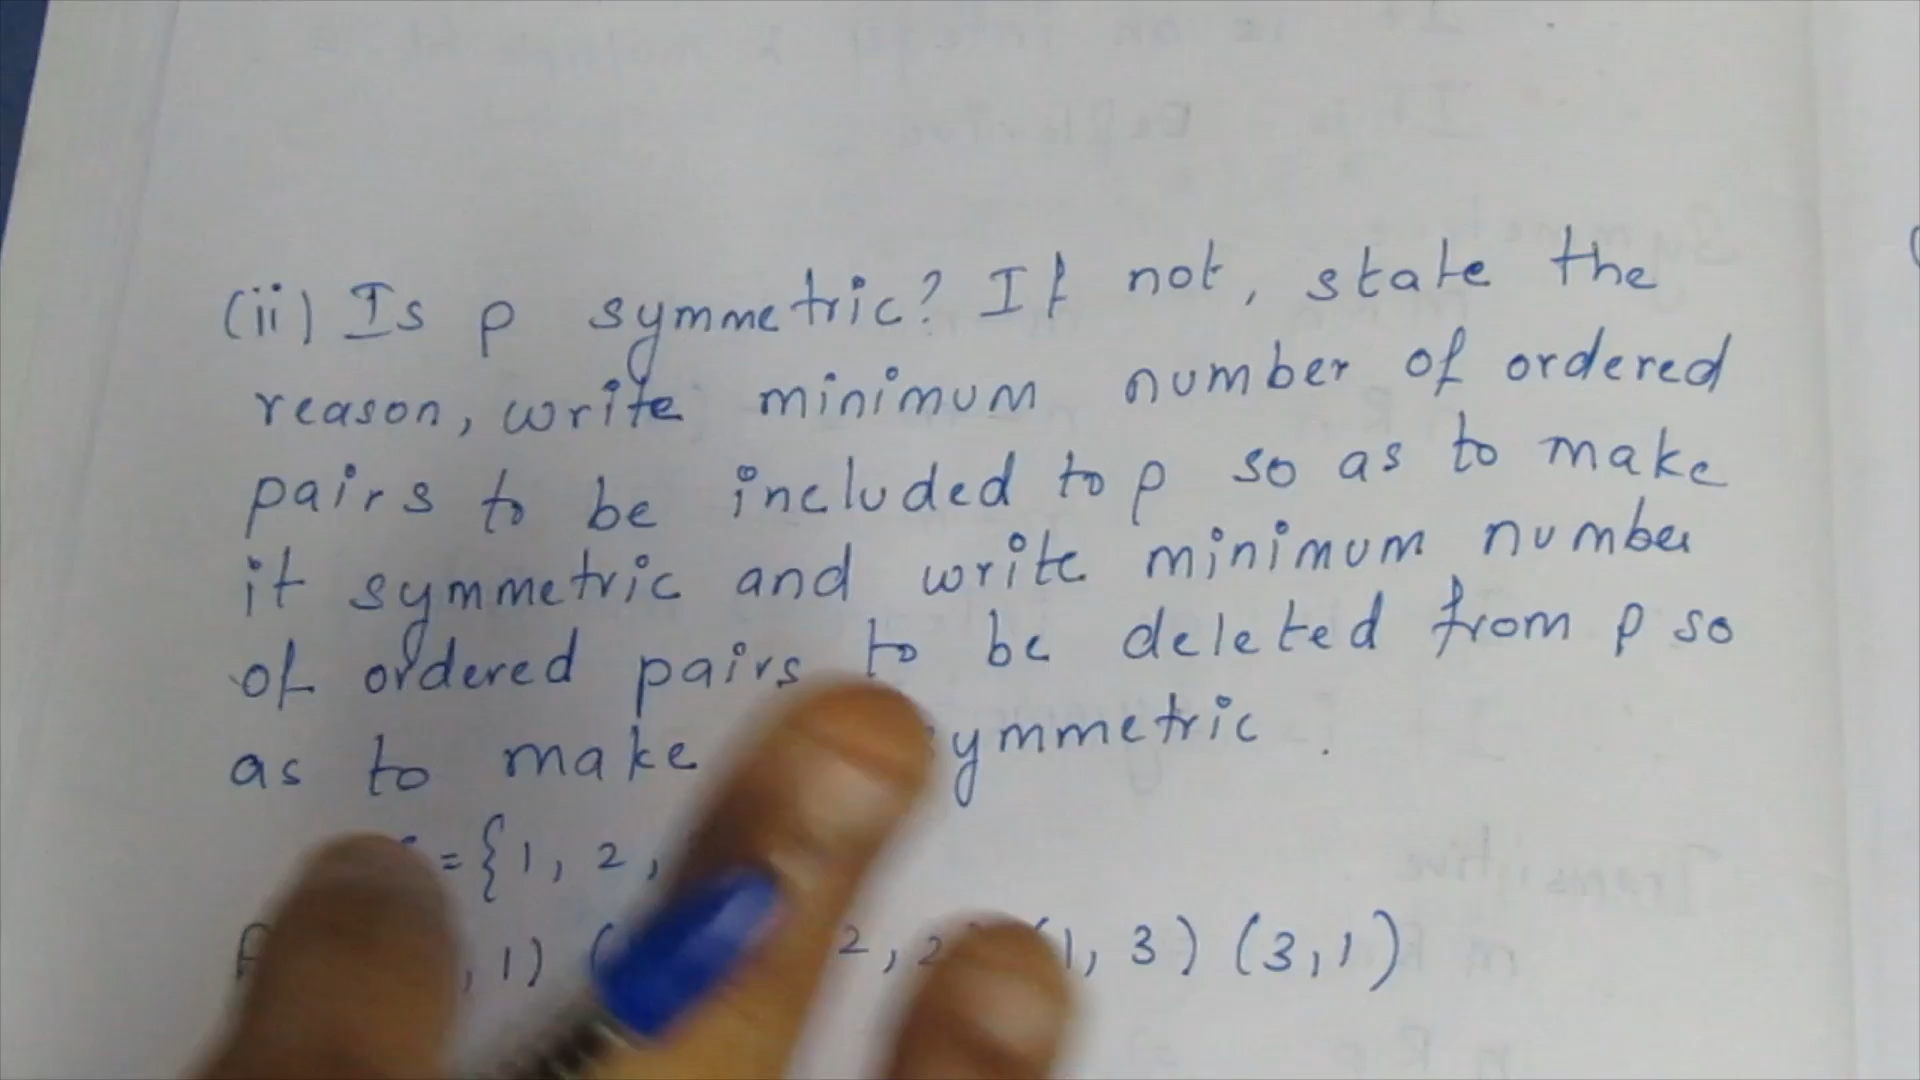 (ii) Is ρ symmetric? If not, state the
reason, write minimum number of ordered
pairs to be included to ρ so as to make
it symmetric and write minimum number
of ordered pairs to be deleted from ρ so
as to make symmetric.
= {1, 2,
, 1) ( 2, 2 1, 3) (3, 1)